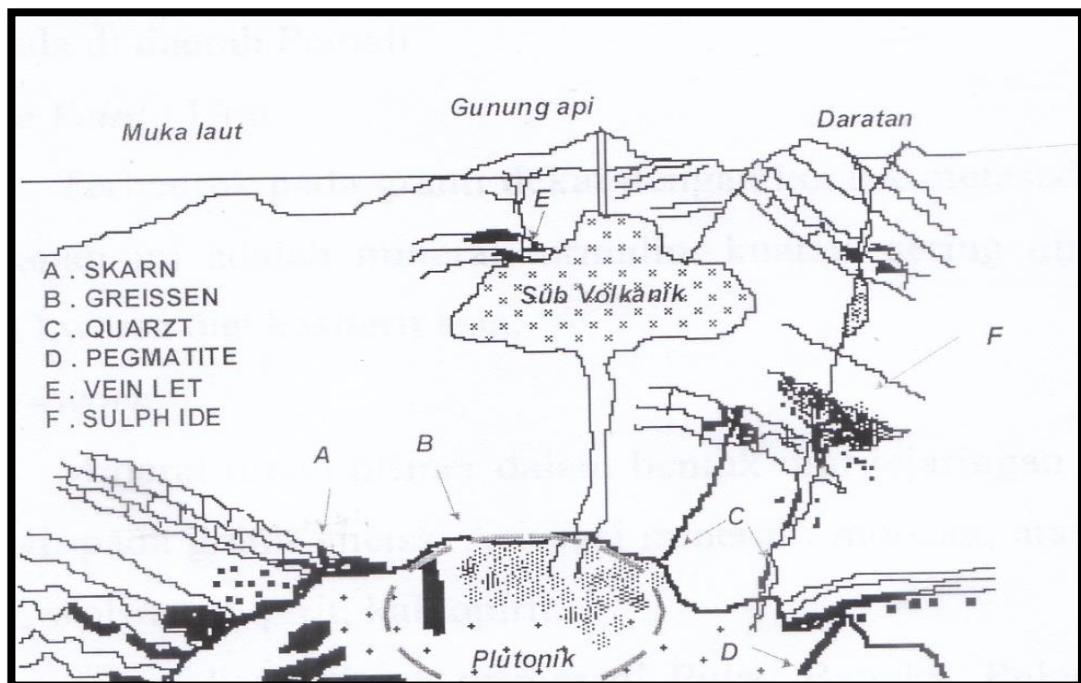 Gunung api
Muka laut
Daratan
E
A . SKARN
B . GREISSEN
C . QUARZT
D . PEGMATITE
E . VEIN LET
F . SULPH IDE
Sub Volkanik
F
A
B
C
D
Plutonik